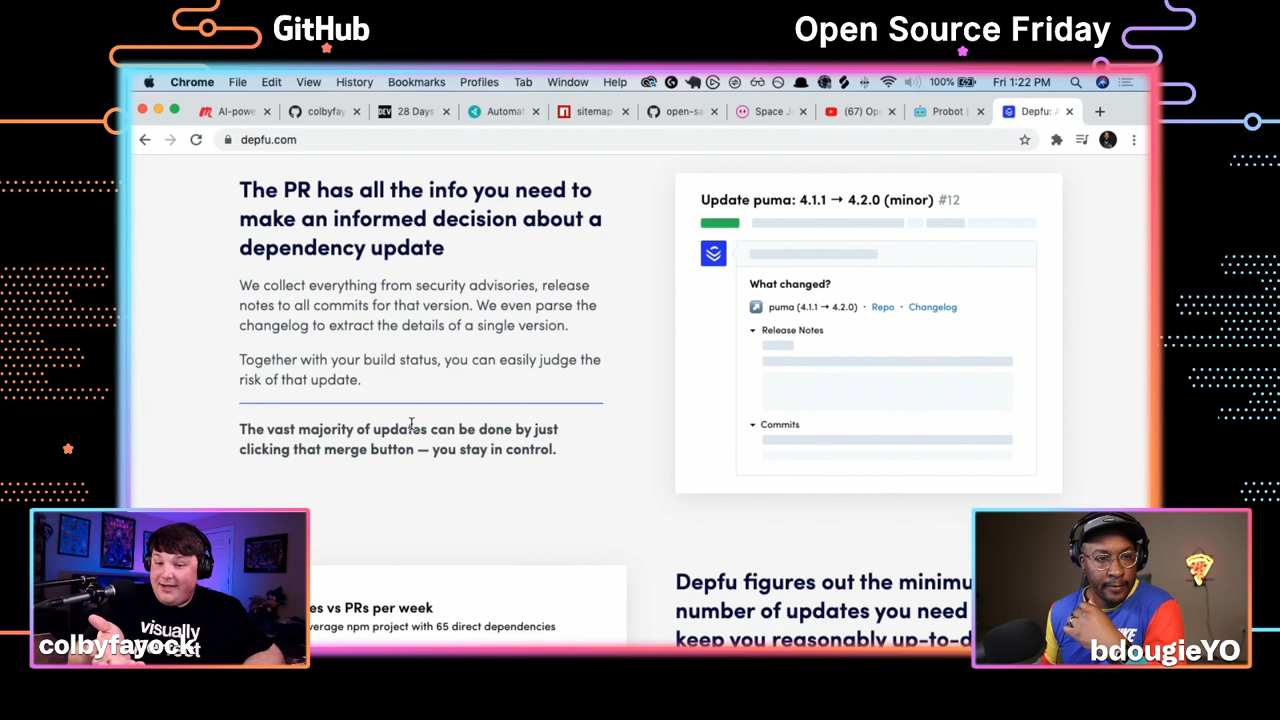 GitHub
Open Source Friday
Chrome File Edit View History Bookmarks Profiles Tab Window Help 100% Fri 1:22 PM
AI-powe colbyfay DEV 28 Days Automat sitemap open-sa Space J (67) Op Probot Depfu: A
depfu.com
The PR has all the info you need to
make an informed decision about a
dependency update
We collect everything from security advisories, release
notes to all commits for that version. We even parse the
changelog to extract the details of a single version.
Together with your build status, you can easily judge the
risk of that update.
The vast majority of updates can be done by just
clicking that merge button — you stay in control.
Update puma: 4.1.1 → 4.2.0 (minor) #12
What changed?
puma (4.1.1 → 4.2.0) · Repo · Changelog
Release Notes
Commits
es vs PRs per week
verage npm project with 65 direct dependencies
Depfu figures out the minimu
number of updates you need
keep you reasonably up-to-d
visually
colbyfayock
bdougieYO